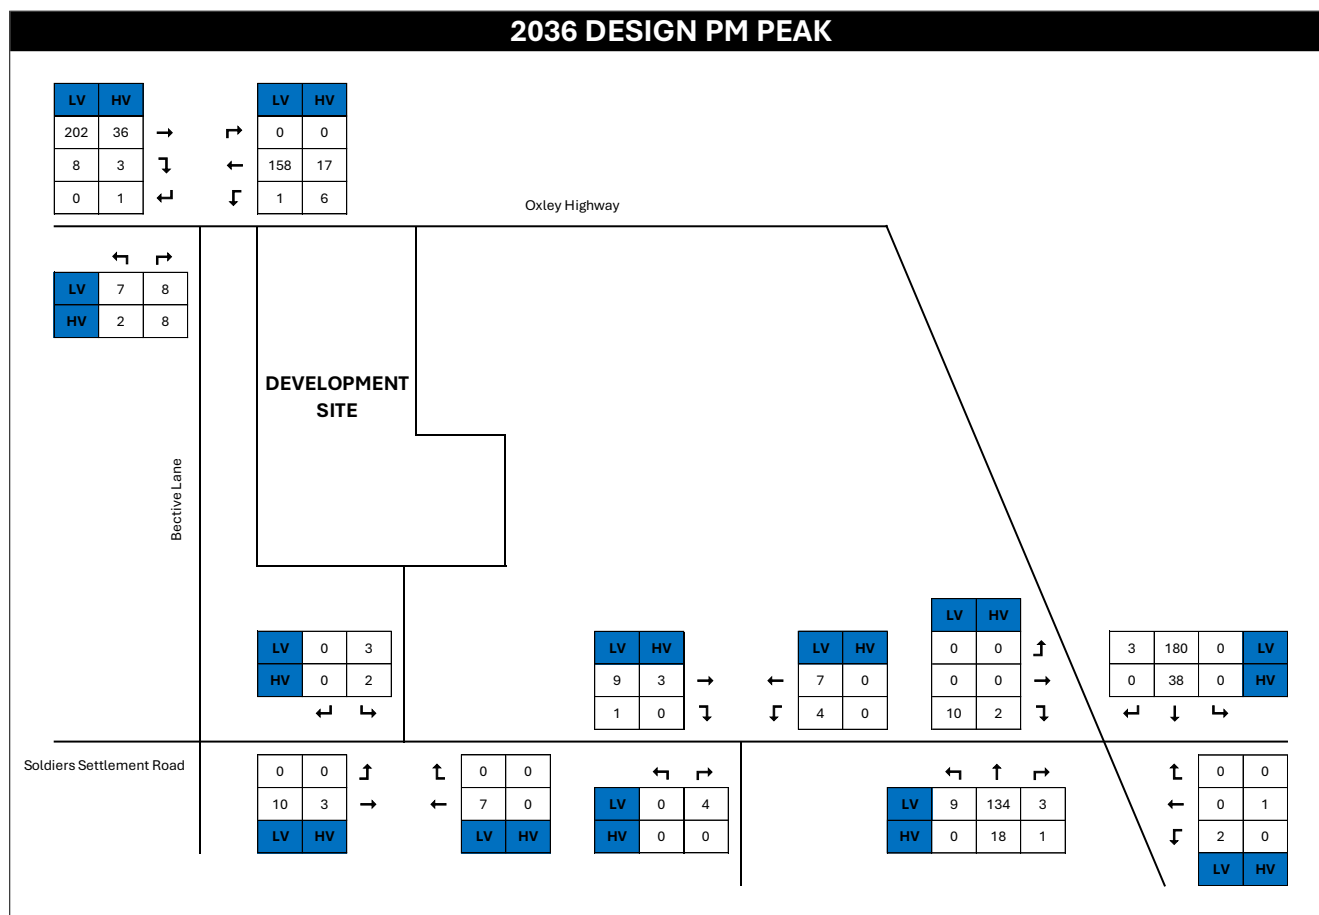 2036 DESIGN PM PEAK
LV HV LV HV
202 36 → ↱ 0 0
8 3 ↴ ← 158 17
0 1 ↵ ↓ 1 6
Oxley Highway
↰ ↱
LV 7 8
HV 2 8
DEVELOPMENT
SITE
Bective Lane
LV HV
LV 0 3 LV HV LV HV 0 0 3 180 0 LV
HV 0 2 9 3 → ← 7 0 0 0 → 0 38 0 HV
1 0 4 0 10 2
Soldiers Settlement Road
0 0 0 0 0 0
10 3 → ← 7 0 LV 0 4 LV 9 134 3 ← 0 1
LV HV LV HV HV 0 0 HV 0 18 1 2 0
LV HV